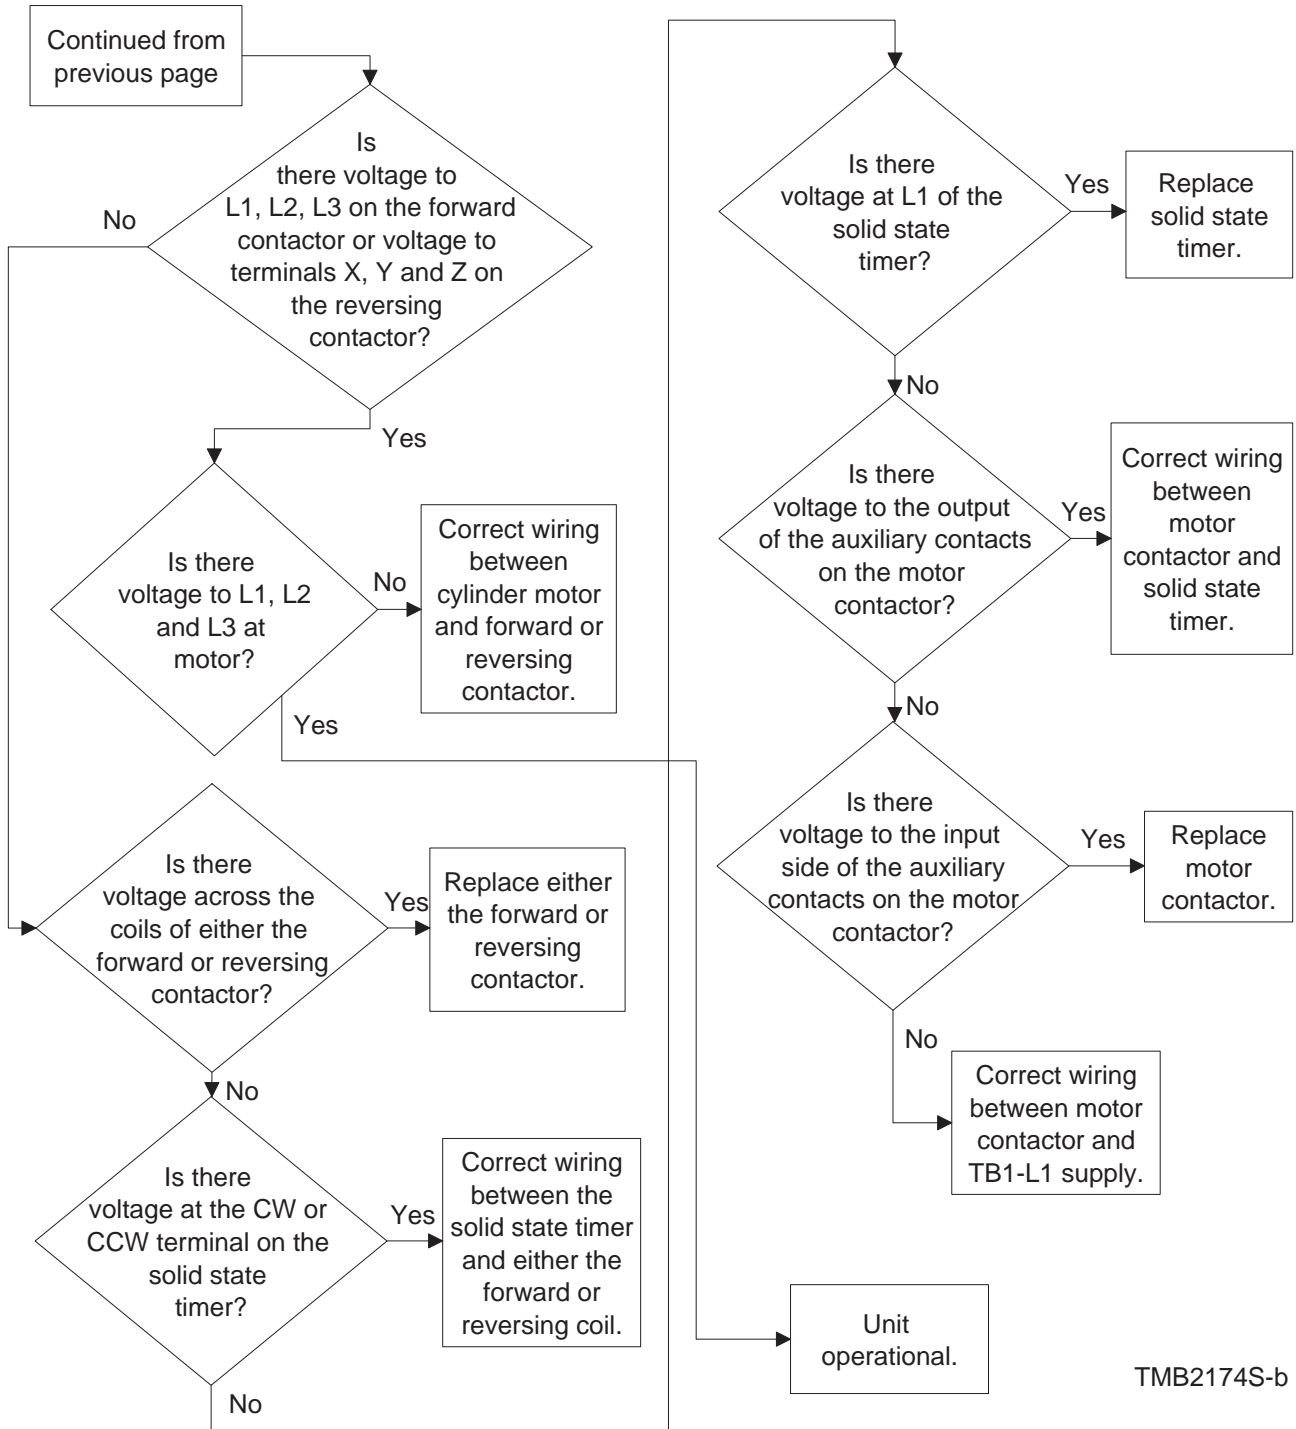 Continued from
previous page
Is
there voltage to
L1, L2, L3 on the forward
contactor or voltage to
terminals X, Y and Z on
the reversing
contactor?
No
Yes
Is there
voltage to L1, L2
and L3 at
motor?
No
Correct wiring
between
cylinder motor
and forward or
reversing
contactor.
Yes
Is there
voltage across the
coils of either the
forward or reversing
contactor?
Yes
Replace either
the forward or
reversing
contactor.
No
Is there
voltage at the CW or
CCW terminal on the
solid state
timer?
Yes
Correct wiring
between the
solid state timer
and either the
forward or
reversing coil.
No
Is there
voltage at L1 of the
solid state
timer?
Yes
Replace
solid state
timer.
No
Is there
voltage to the output
of the auxiliary contacts
on the motor
contactor?
Yes
Correct wiring
between
motor
contactor and
solid state
timer.
No
Is there
voltage to the input
side of the auxiliary
contacts on the motor
contactor?
Yes
Replace
motor
contactor.
No
Correct wiring
between motor
contactor and
TB1-L1 supply.
Unit
operational.
TMB2174S-b